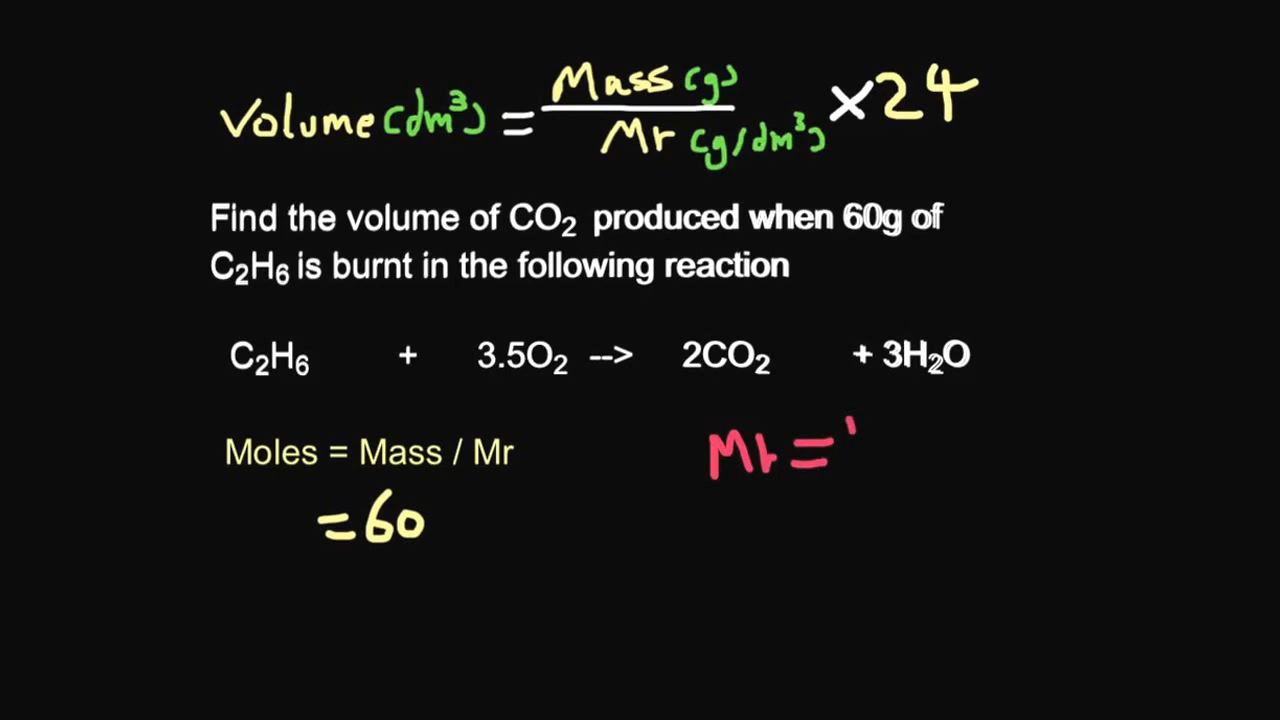 Volume (dm³) = Mass (g) / Mr (g/dm³) × 24
Find the volume of CO₂ produced when 60g of
C₂H₆ is burnt in the following reaction
C₂H₆ + 3.5O₂ --> 2CO₂ + 3H₂O
Moles = Mass / Mr
Mr =
= 60